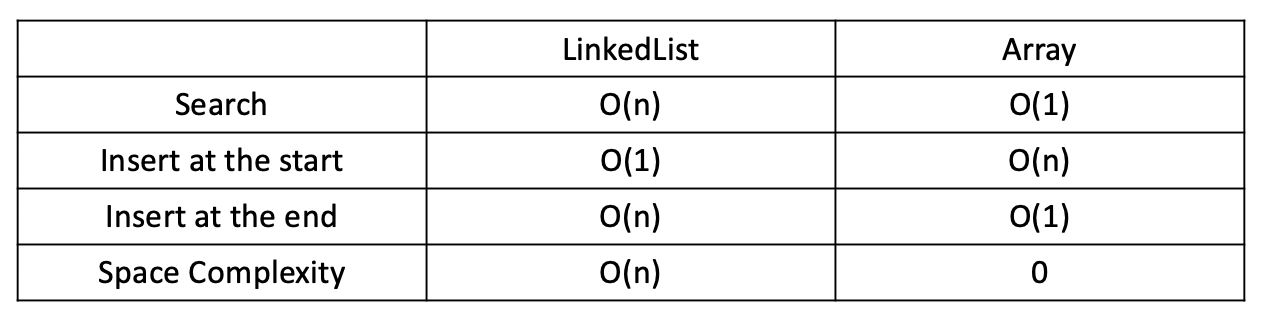 LinkedList Array
Search O(n) O(1)
Insert at the start O(1) O(n)
Insert at the end O(n) O(1)
Space Complexity O(n) 0